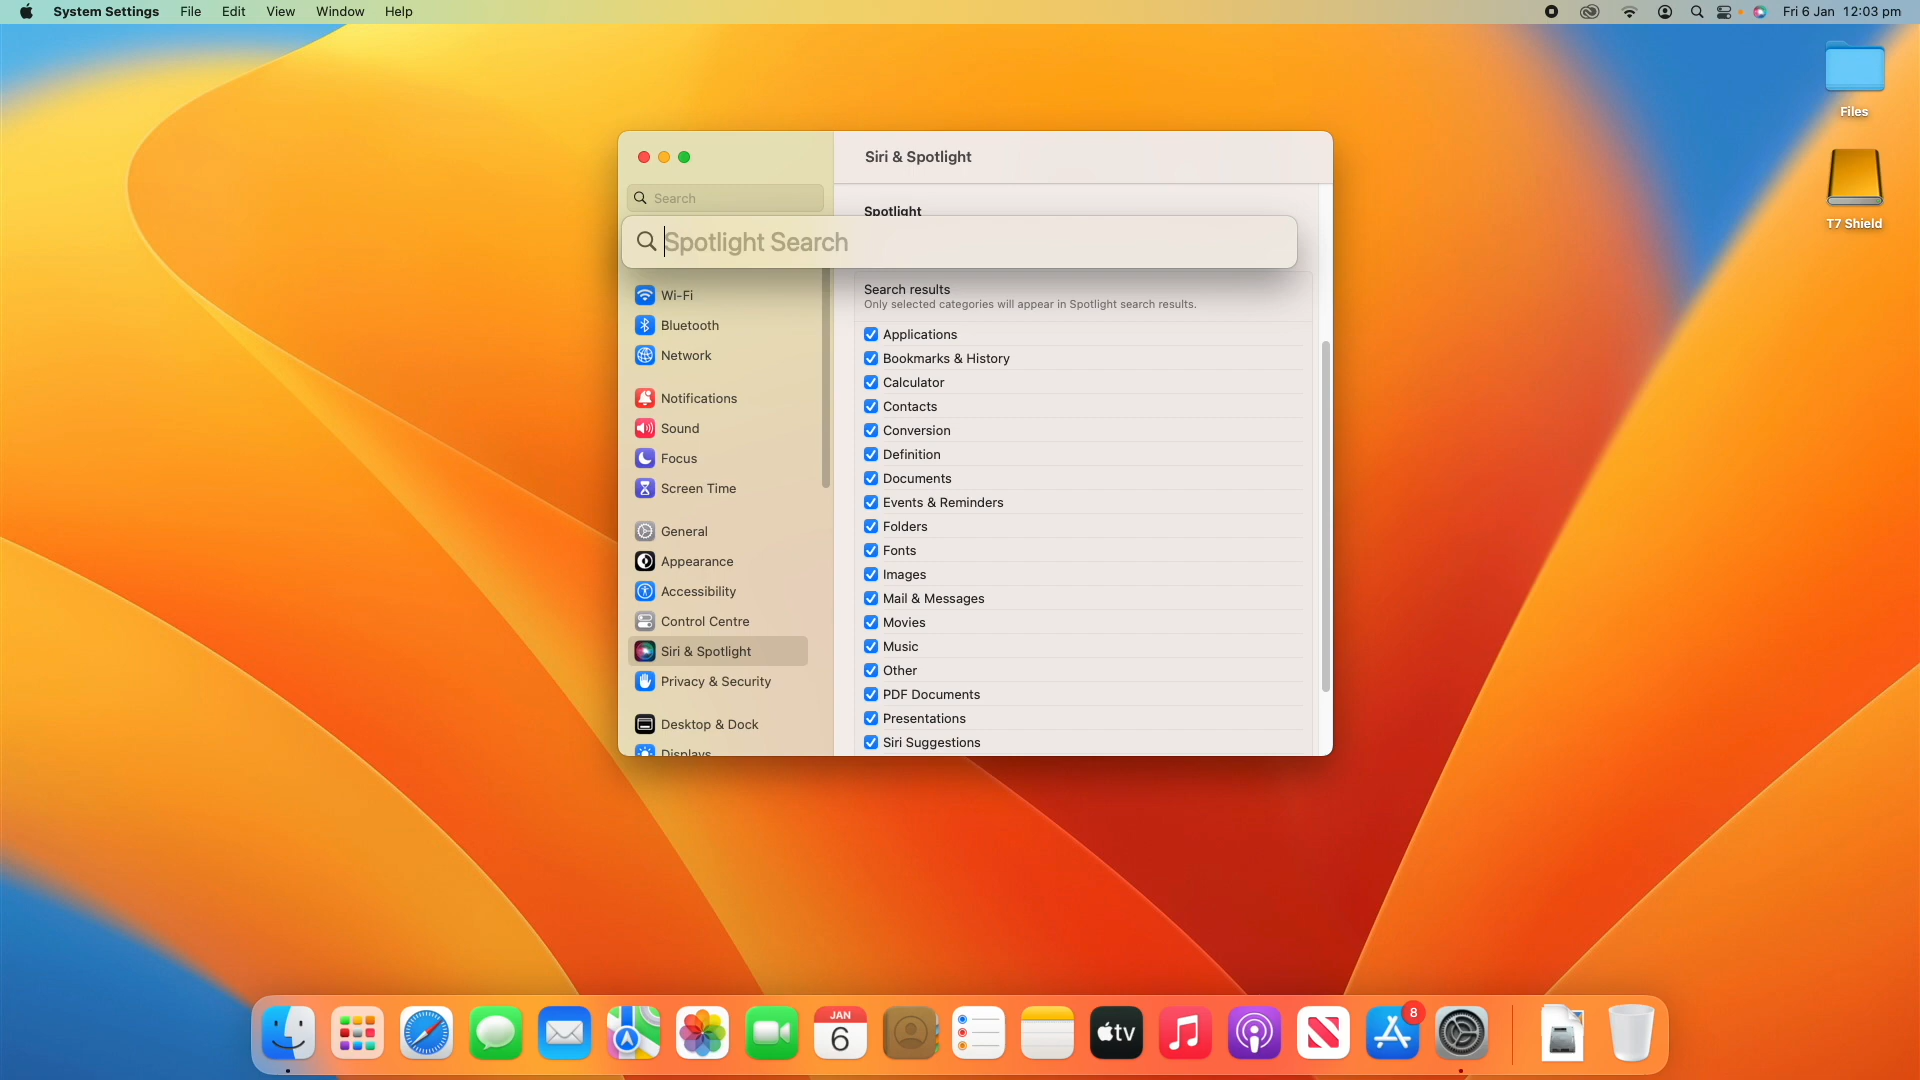 System Settings File Edit View Window Help Fri 6 Jan 12:03 pm
Files
T7 Shield
Siri & Spotlight
Search
Spotlight
Spotlight Search
Wi-Fi
Bluetooth
Network
Notifications
Sound
Focus
Screen Time
General
Appearance
Accessibility
Control Centre
Siri & Spotlight
Privacy & Security
Desktop & Dock
Displays
Search results
Only selected categories will appear in Spotlight search results.
Applications
Bookmarks & History
Calculator
Contacts
Conversion
Definition
Documents
Events & Reminders
Folders
Fonts
Images
Mail & Messages
Movies
Music
Other
PDF Documents
Presentations
Siri Suggestions
JAN
6
tv
8